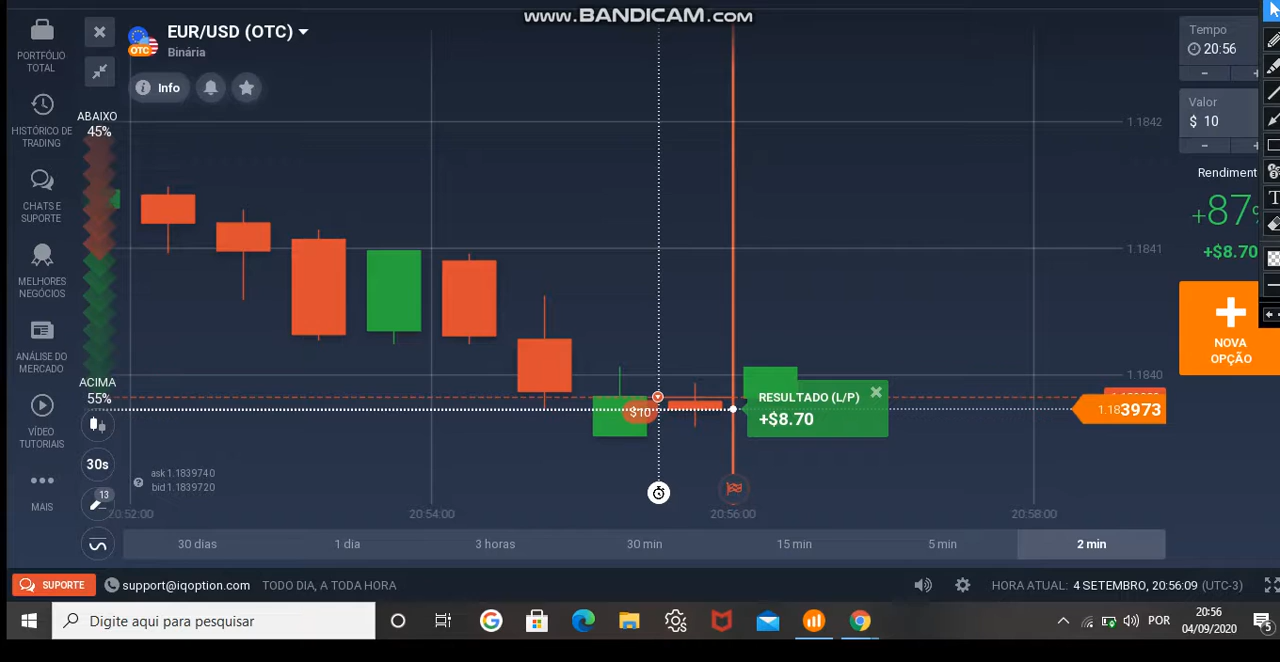 www.BANDICAM.com
EUR/USD (OTC)
OTC
Binária
Info
PORTFÓLIO
TOTAL
HISTÓRICO DE
TRADING
CHATS E
SUPORTE
MELHORES
NEGÓCIOS
ANÁLISE DO
MERCADO
VÍDEO
TUTORIAIS
MAIS
ABAIXO
45%
ACIMA
55%
30s
13
ask 1.1839740
bid 1.1839720
$10
RESULTADO (L/P)
+$8.70
1.1842
1.1841
1.1840
1.183973
20:52:00
20:54:00
20:56:00
20:58:00
30 dias
1 dia
3 horas
30 min
15 min
5 min
2 min
Tempo
20:56
- +
Valor
$ 10
- +
Rendiment
+87
+$8.70
NOVA
OPÇÃO
T
SUPORTE
support@iqoption.com
TODO DIA, A TODA HORA
HORA ATUAL: 4 SETEMBRO, 20:56:09 (UTC-3)
Digite aqui para pesquisar
POR
20:56
04/09/2020
5